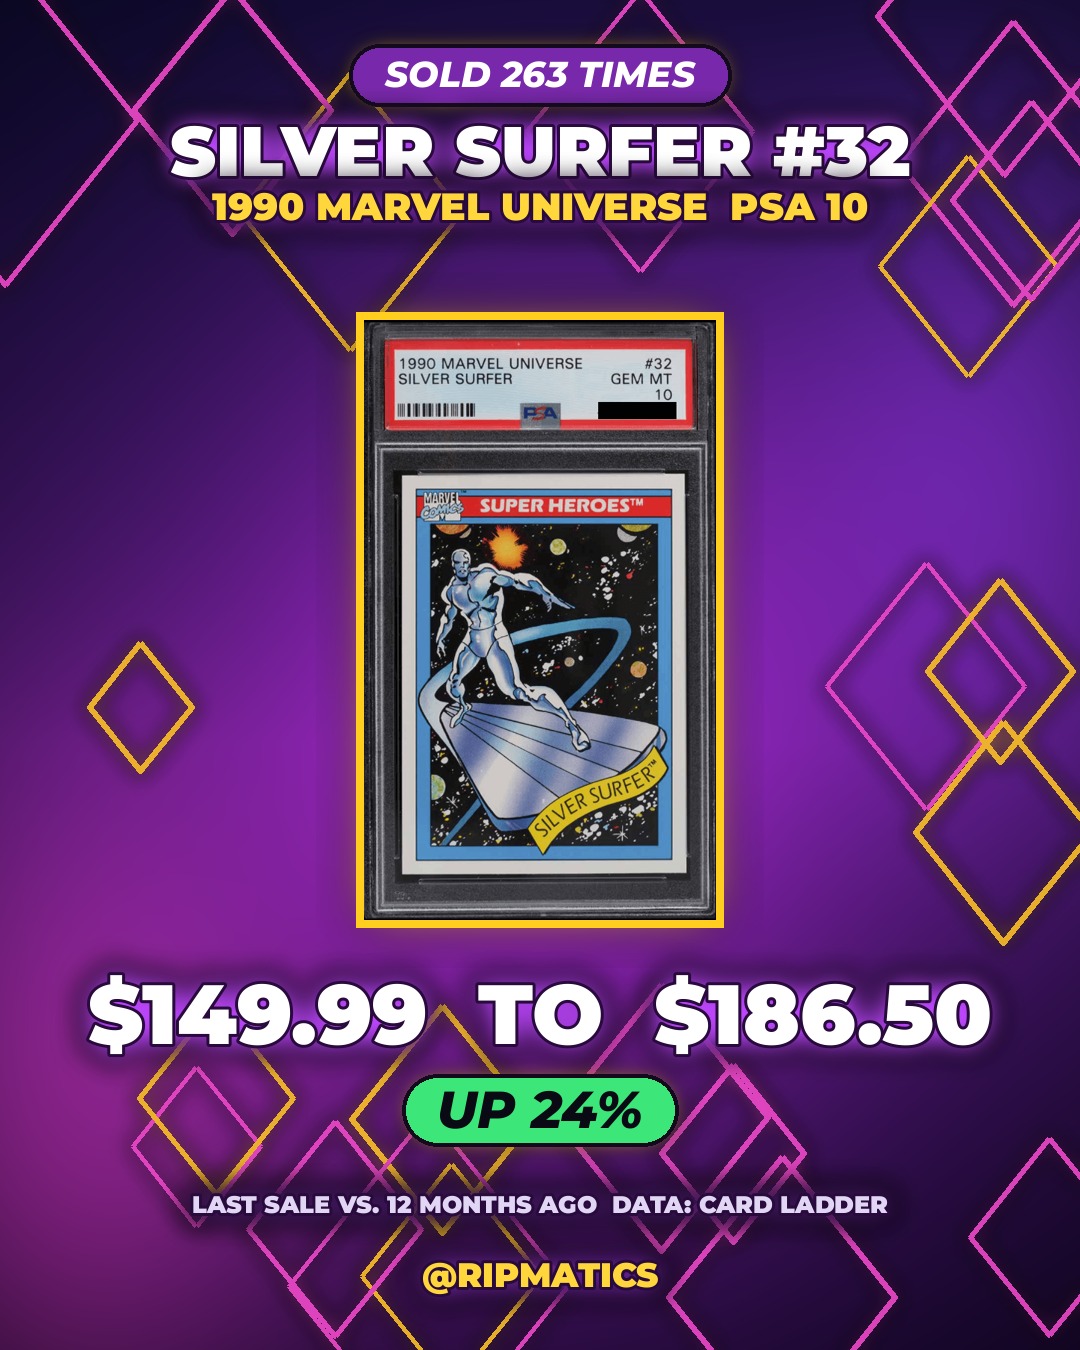 SOLD 263 TIMES
SILVER SURFER #32
1990 MARVEL UNIVERSE PSA 10
1990 MARVEL UNIVERSE #32
SILVER SURFER GEM MT
10
PSA
MARVEL COMICS
SUPER HEROES™
SILVER SURFER™
$149.99 TO $186.50
UP 24%
LAST SALE VS. 12 MONTHS AGO DATA: CARD LADDER
@RIPMATICS